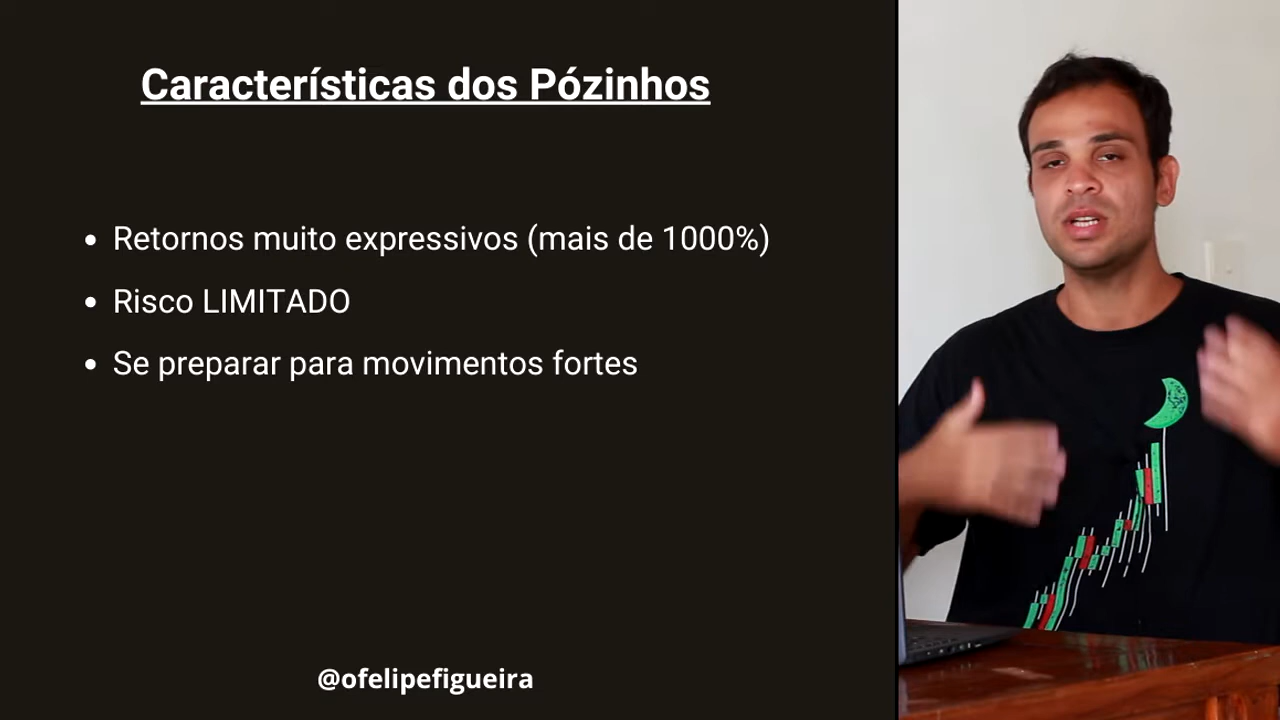 Características dos Pózinhos
• Retornos muito expressivos (mais de 1000%)
• Risco LIMITADO
• Se preparar para movimentos fortes
@ofelipefigueira